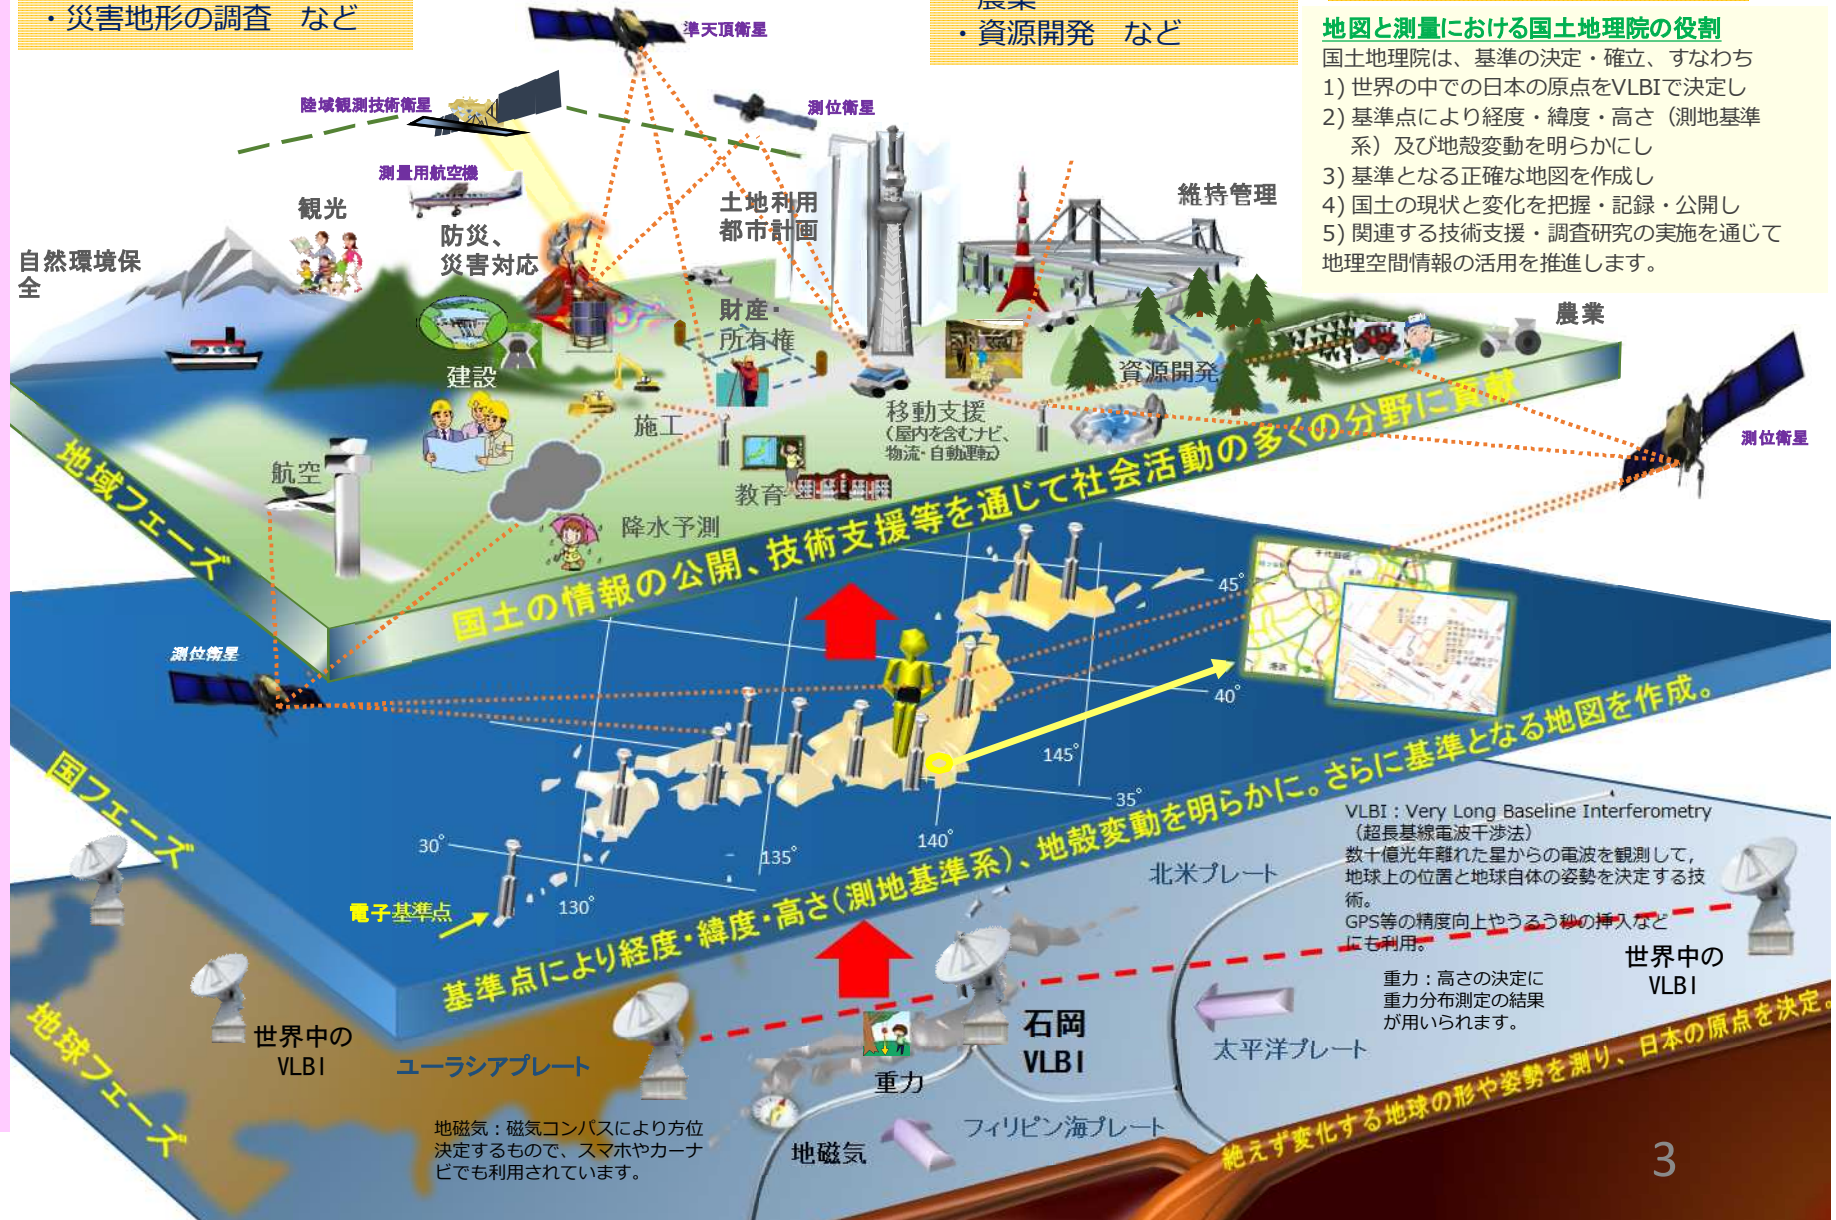 ・災害地形の調査　など
農業
・資源開発　など
地図と測量における国土地理院の役割
国土地理院は、基準の決定・確立、すなわち
1) 世界の中での日本の原点をVLBIで決定し
2) 基準点により経度・緯度・高さ（測地基準
系）及び地殻変動を明らかにし
3) 基準となる正確な地図を作成し
4) 国土の現状と変化を把握・記録・公開し
5) 関連する技術支援・調査研究の実施を通じて
地理空間情報の活用を推進します。
準天頂衛星
陸域観測技術衛星
測位衛星
測量用航空機
観光
防災、
災害対応
土地利用
都市計画
維持管理
自然環境保
全
財産・
所有権
農業
建設
資源開発
施工
移動支援
（屋内を含むナビ、
物流・自動運転）
測位衛星
航空
教育
降水予測
地域フェーズ
国土の情報の公開、技術支援等を通じて社会活動の多くの分野に貢献
測位衛星
45°
40°
145°
35°
140°
135°
30°
130°
電子基準点
国フェーズ
基準点により経度・緯度・高さ（測地基準系）、地殻変動を明らかに。さらに基準となる地図を作成。
VLBI：Very Long Baseline Interferometry
（超長基線電波干渉法）
数十億光年離れた星からの電波を観測して，
地球上の位置と地球自体の姿勢を決定する技
術。
GPS等の精度向上やうるう秒の挿入など
にも利用。
北米プレート
世界中の
VLBI
重力：高さの決定に
重力分布測定の結果
が用いられます。
石岡
VLBI
世界中の
VLBI
ユーラシアプレート
太平洋プレート
重力
フィリピン海プレート
地磁気
地磁気：磁気コンパスにより方位
決定するもので、スマホやカーナ
ビでも利用されています。
地球フェーズ
絶えず変化する地球の形や姿勢を測り、日本の原点を決定。
3